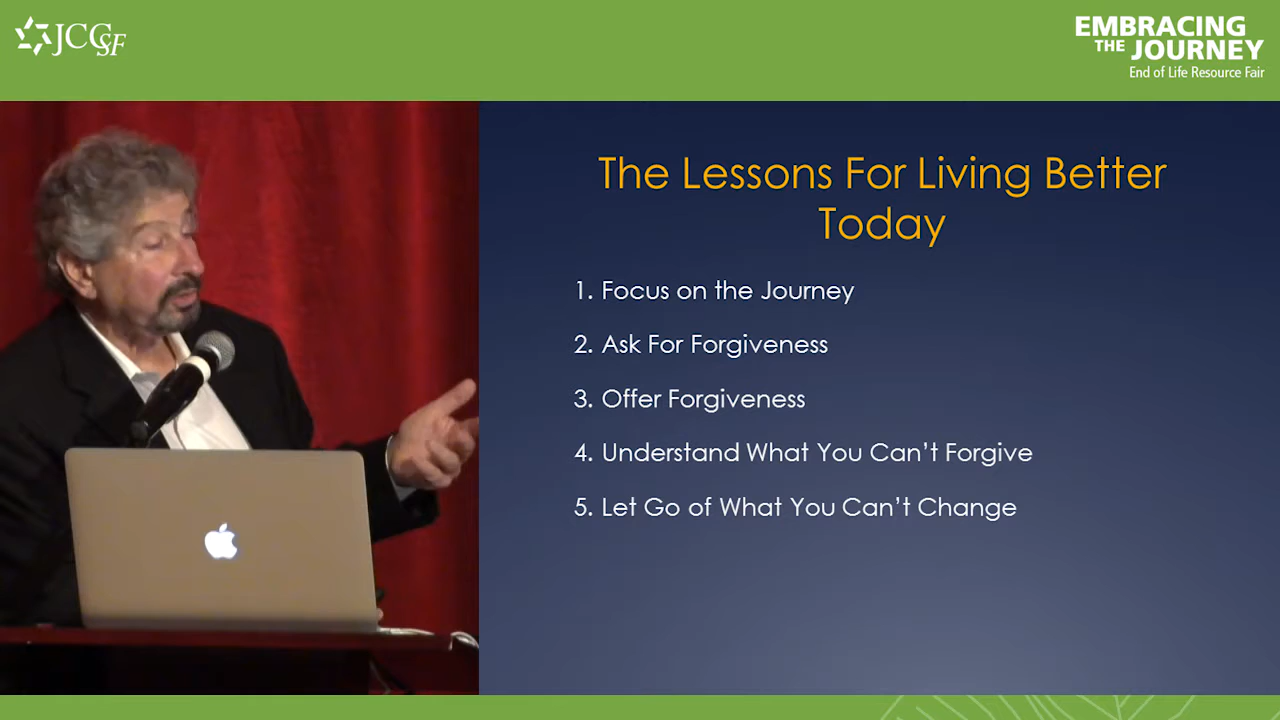 JCCSF
EMBRACING
THE JOURNEY
End of Life Resource Fair
The Lessons For Living Better
Today
1. Focus on the Journey
2. Ask For Forgiveness
3. Offer Forgiveness
4. Understand What You Can't Forgive
5. Let Go of What You Can't Change